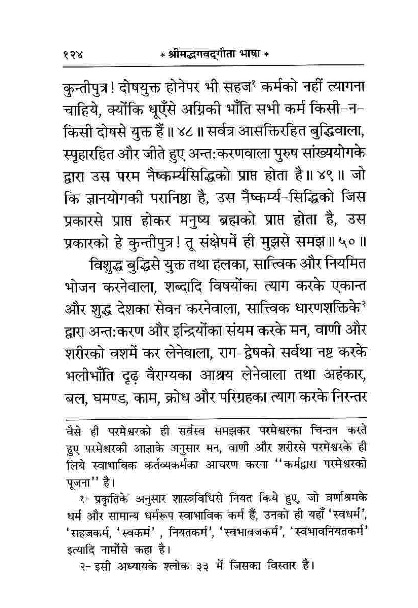 १२४ * श्रीमद्भगवद्गीता भाषा *
कुन्तीपुत्र! दोषयुक्त होनेपर भी सहज¹ कर्मको नहीं त्यागना
चाहिये, क्योंकि धूएँसे अग्निकी भाँति सभी कर्म किसी-न-
किसी दोषसे युक्त हैं॥ ४८॥ सर्वत्र आसक्तिरहित बुद्धिवाला,
स्पृहारहित और जीते हुए अन्तःकरणवाला पुरुष सांख्ययोगके
द्वारा उस परम नैष्कर्म्यसिद्धिको प्राप्त होता है॥ ४९॥ जो
कि ज्ञानयोगकी परानिष्ठा है, उस नैष्कर्म्य-सिद्धिको जिस
प्रकारसे प्राप्त होकर मनुष्य ब्रह्मको प्राप्त होता है, उस
प्रकारको हे कुन्तीपुत्र! तू संक्षेपमें ही मुझसे समझ॥ ५०॥
विशुद्ध बुद्धिसे युक्त तथा हलका, सात्त्विक और नियमित
भोजन करनेवाला, शब्दादि विषयोंका त्याग करके एकान्त
और शुद्ध देशका सेवन करनेवाला, सात्त्विक धारणशक्तिके²
द्वारा अन्तःकरण और इन्द्रियोंका संयम करके मन, वाणी और
शरीरको वशमें कर लेनेवाला, राग-द्वेषको सर्वथा नष्ट करके
भलीभाँति दृढ़ वैराग्यका आश्रय लेनेवाला तथा अहंकार,
बल, घमण्ड, काम, क्रोध और परिग्रहका त्याग करके निरन्तर
वैसे ही परमेश्वरको ही सर्वस्व समझकर परमेश्वरका चिन्तन करते
हुए परमेश्वरकी आज्ञाके अनुसार मन, वाणी और शरीरसे परमेश्वरके ही
लिये स्वाभाविक कर्तव्यकर्मका आचरण करना "कर्मद्वारा परमेश्वरको
पूजना" है।
१- प्रकृतिके अनुसार शास्त्रविधिसे नियत किये हुए, जो वर्णाश्रमके
धर्म और सामान्य धर्मरूप स्वाभाविक कर्म हैं, उनको ही यहाँ 'स्वधर्म',
'सहजकर्म', 'स्वकर्म', 'नियतकर्म', 'स्वभावजकर्म', 'स्वभावनियतकर्म'
इत्यादि नामोंसे कहा है।
२- इसी अध्यायके श्लोक ३३ में जिसका विस्तार है।